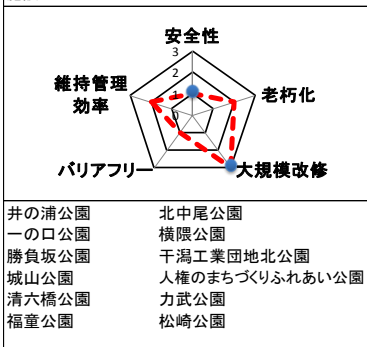 安全性
3
2
1
0
維持管理
効率
老朽化
バリアフリー
大規模改修
井の浦公園 北中尾公園
一の口公園 横隈公園
勝負坂公園 干潟工業団地北公園
城山公園 人権のまちづくりふれあい公園
清六橋公園 力武公園
福童公園 松崎公園